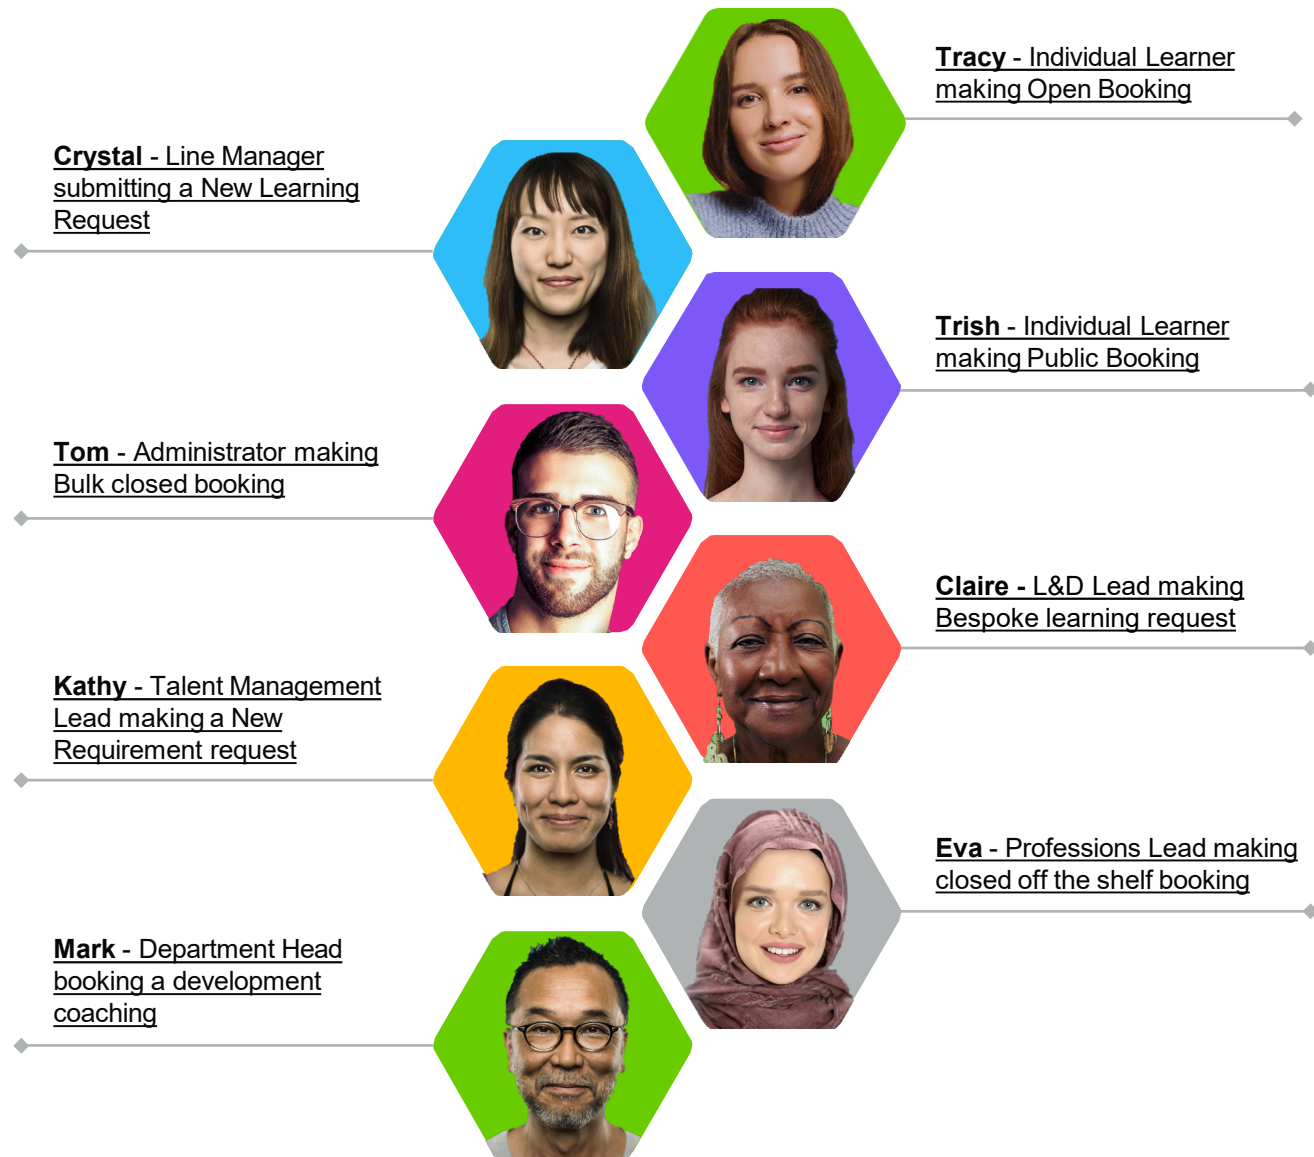 Tracy - Individual Learner
making Open Booking
Crystal - Line Manager
submitting a New Learning
Request
Trish - Individual Learner
making Public Booking
Tom - Administrator making
Bulk closed booking
Claire - L&D Lead making
Bespoke learning request
Kathy - Talent Management
Lead making a New
Requirement request
Eva - Professions Lead making
closed off the shelf booking
Mark - Department Head
booking a development
coaching